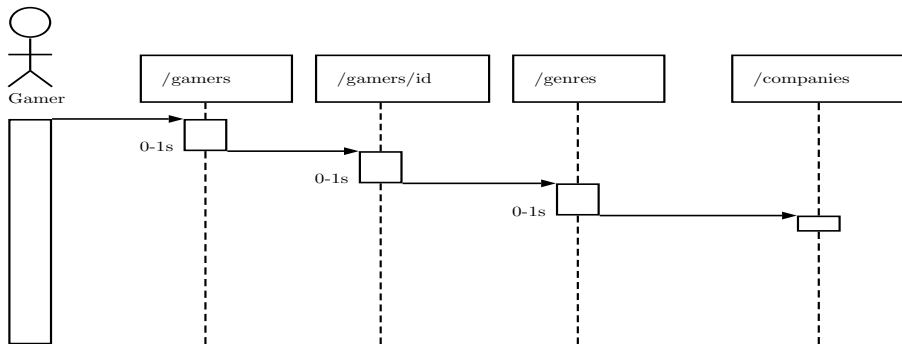 Gamer
/gamers
/gamers/id
/genres
/companies
0-1s
0-1s
0-1s